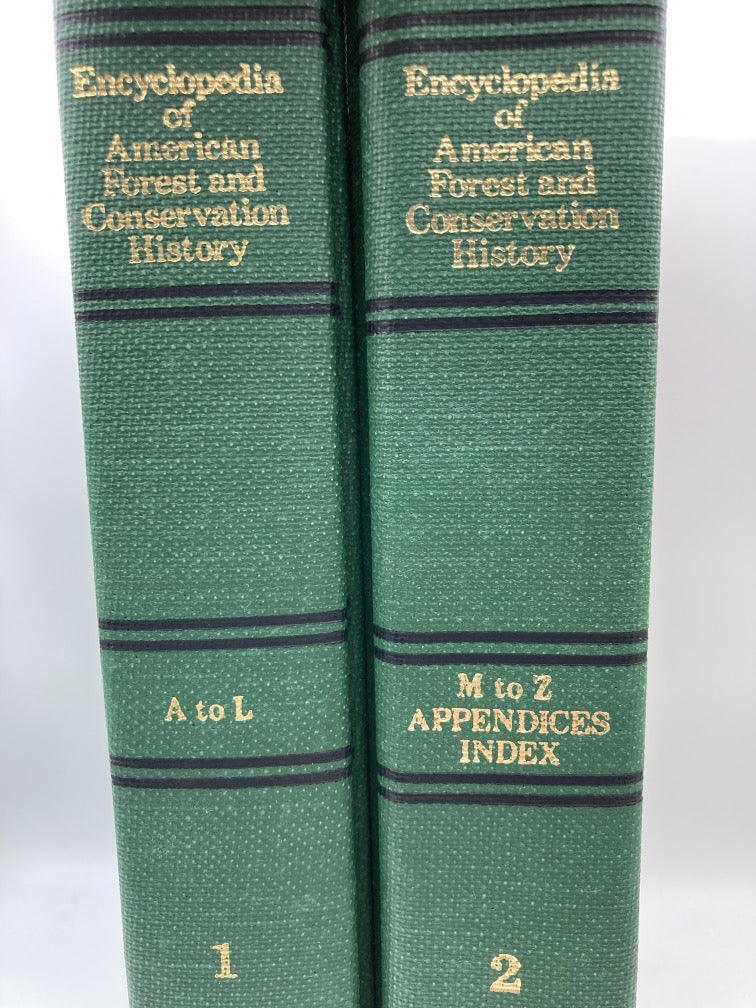 Encyclopedia
of
American
Forest and
Conservation
History
A to L
1
Encyclopedia
of
American
Forest and
Conservation
History
M to Z
APPENDICES
INDEX
2